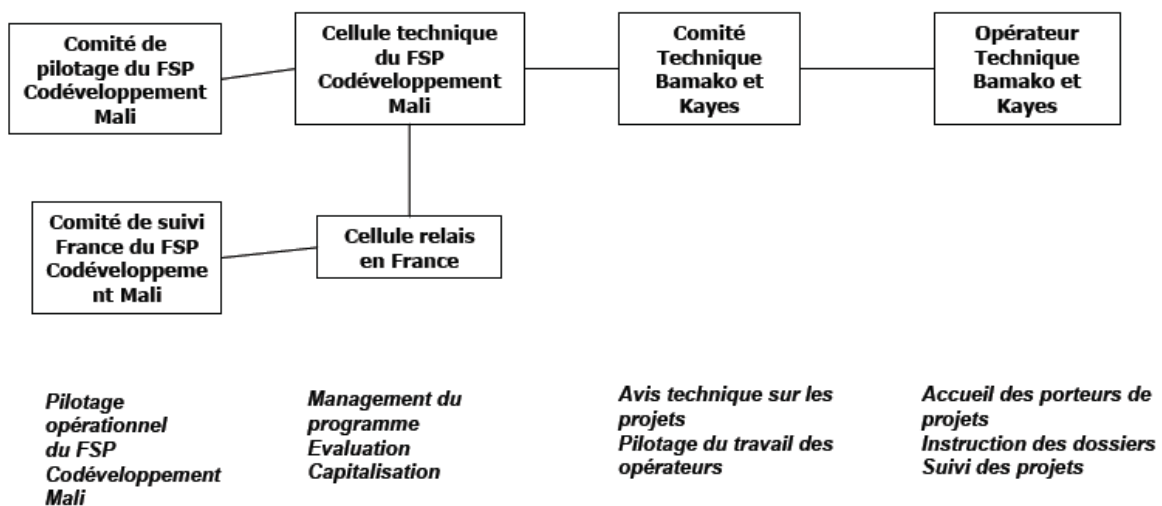 Comité de
pilotage du FSP
Codéveloppement
Mali
Cellule technique
du FSP
Codéveloppement
Mali
Comité
Technique
Bamako et
Kayes
Opérateur
Technique
Bamako et
Kayes
Comité de suivi
France du FSP
Codéveloppeme
nt Mali
Cellule relais
en France
Pilotage
opérationnel
du FSP
Codéveloppement
Mali
Management du
programme
Evaluation
Capitalisation
Avis technique sur les
projets
Pilotage du travail des
opérateurs
Accueil des porteurs de
projets
Instruction des dossiers
Suivi des projets